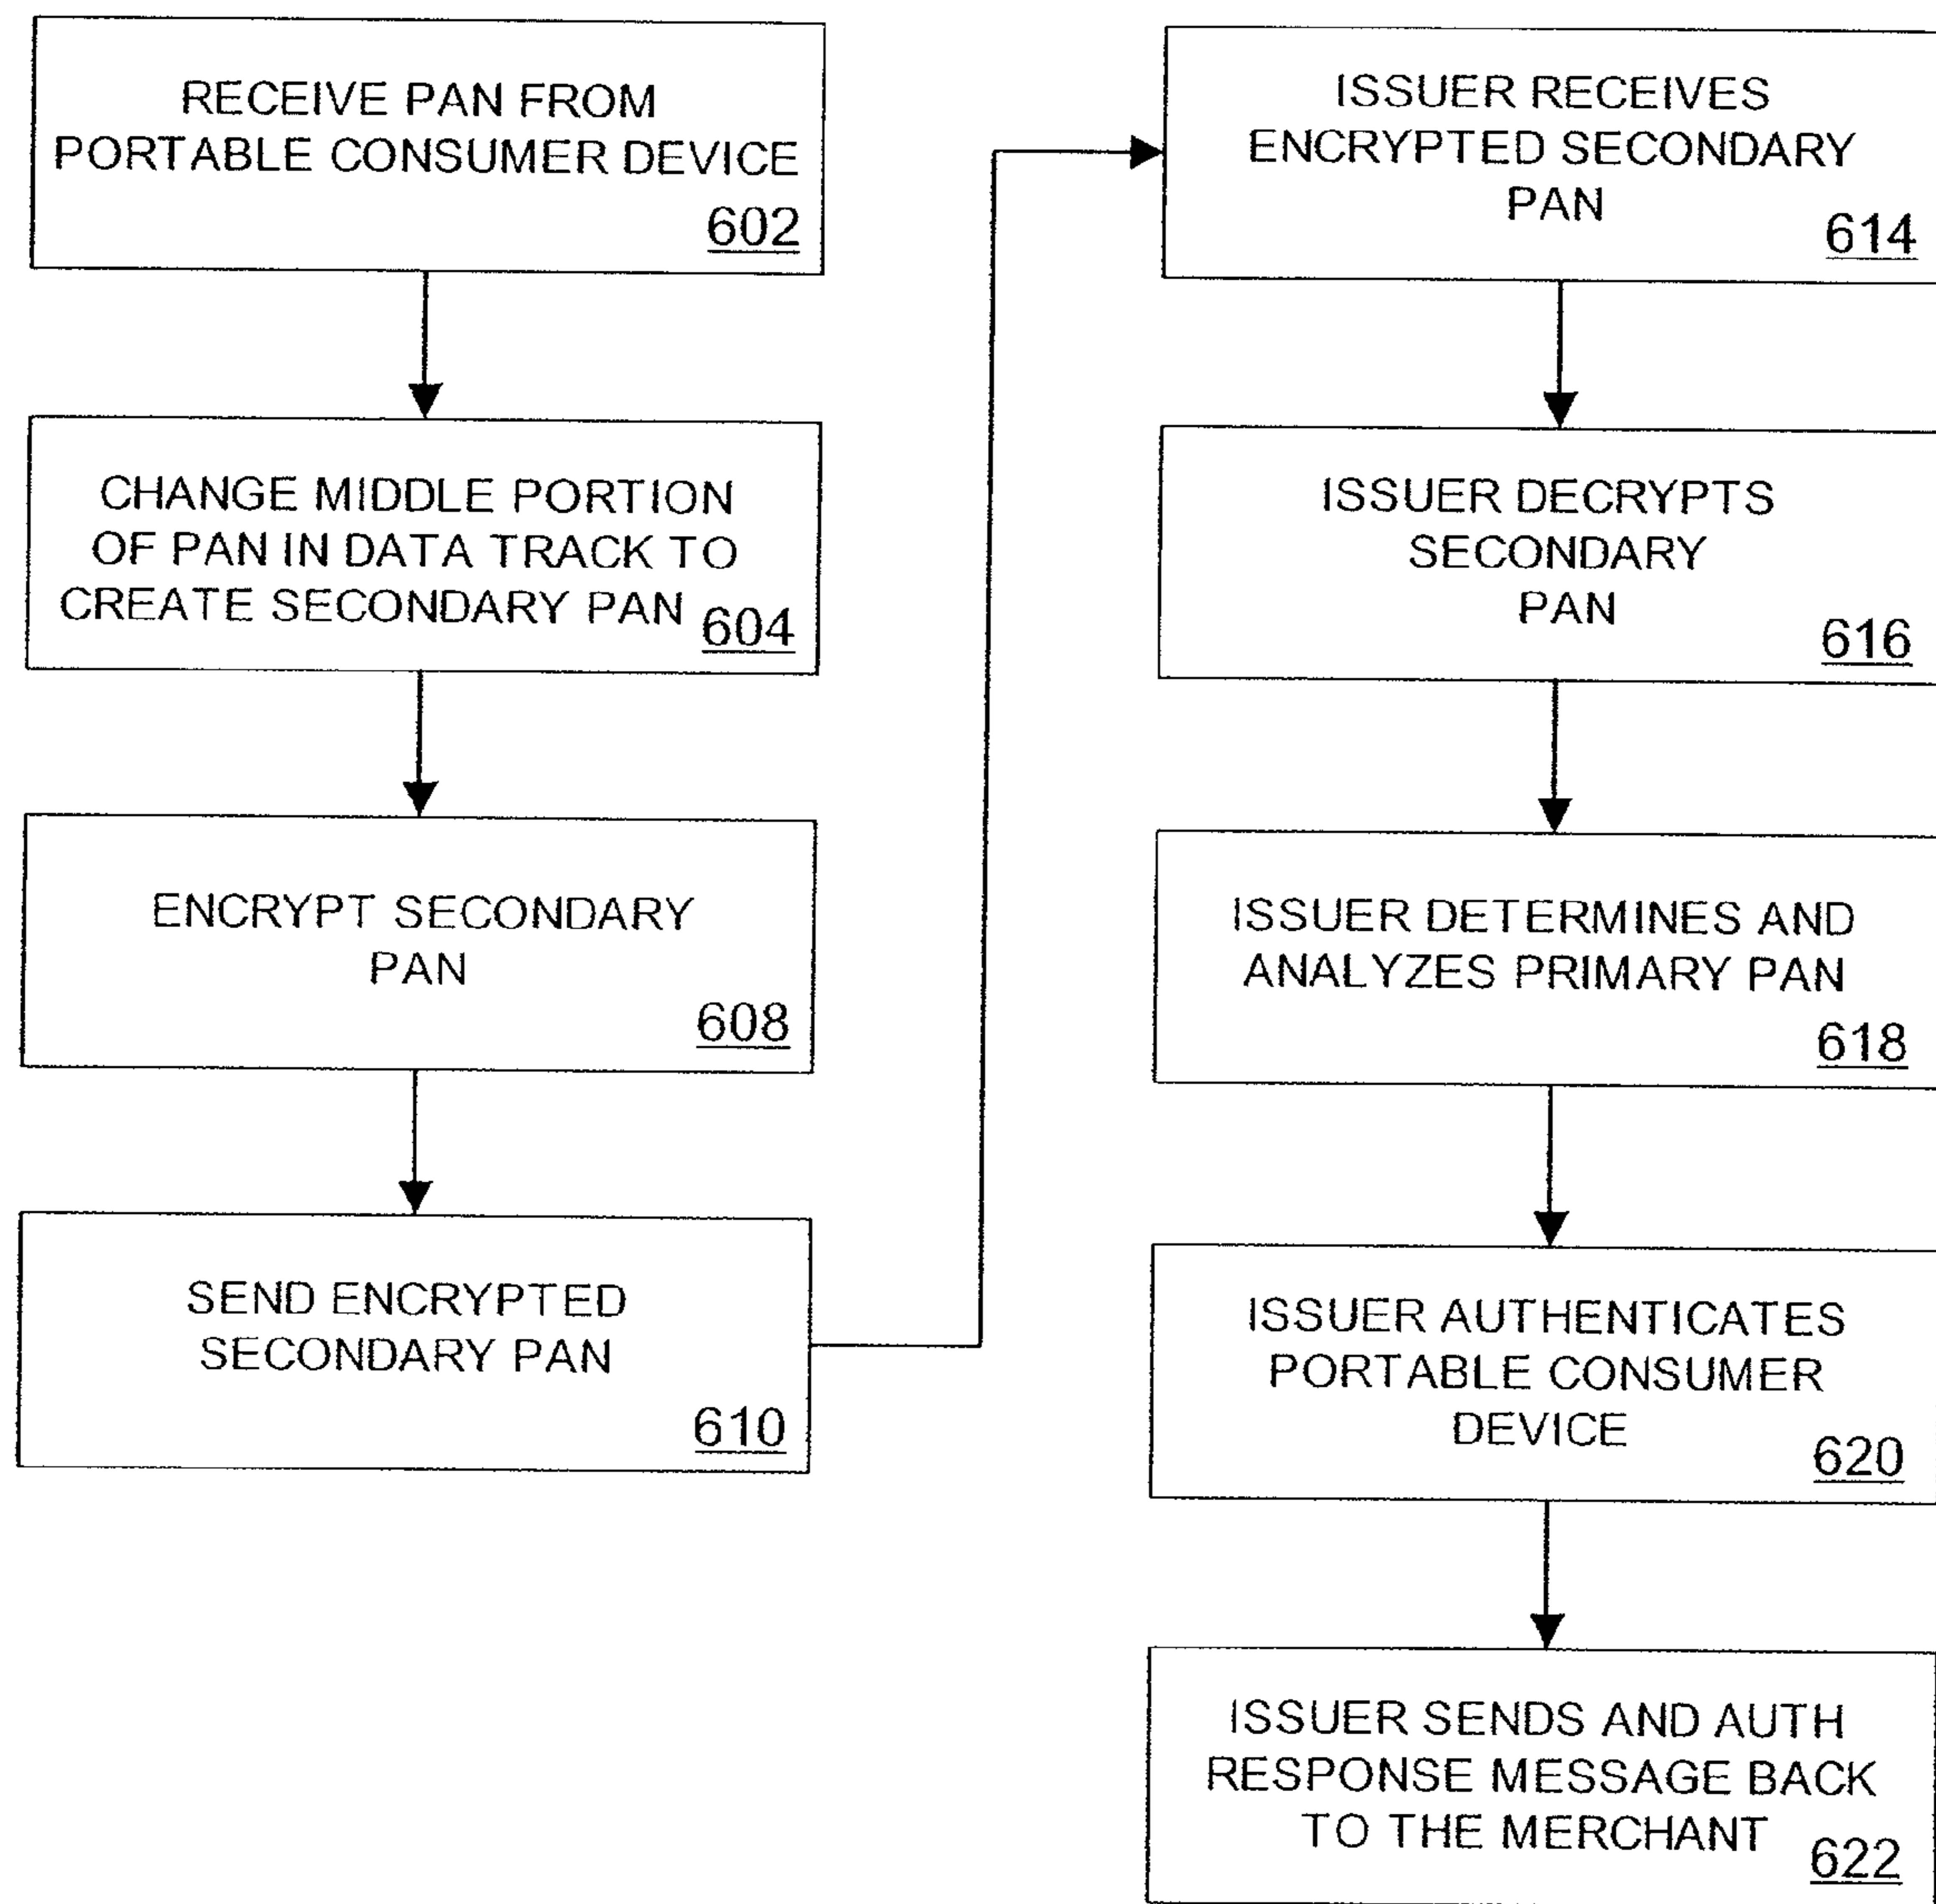 RECEIVE PAN FROM
PORTABLE CONSUMER DEVICE
602
CHANGE MIDDLE PORTION
OF PAN IN DATA TRACK TO
CREATE SECONDARY PAN
604
ENCRYPT SECONDARY
PAN
608
SEND ENCRYPTED
SECONDARY PAN
610
ISSUER RECEIVES
ENCRYPTED SECONDARY
PAN
614
ISSUER DECRYPTS
SECONDARY
PAN
616
ISSUER DETERMINES AND
ANALYZES PRIMARY PAN
618
ISSUER AUTHENTICATES
PORTABLE CONSUMER
DEVICE
620
ISSUER SENDS AND AUTH
RESPONSE MESSAGE BACK
TO THE MERCHANT
622